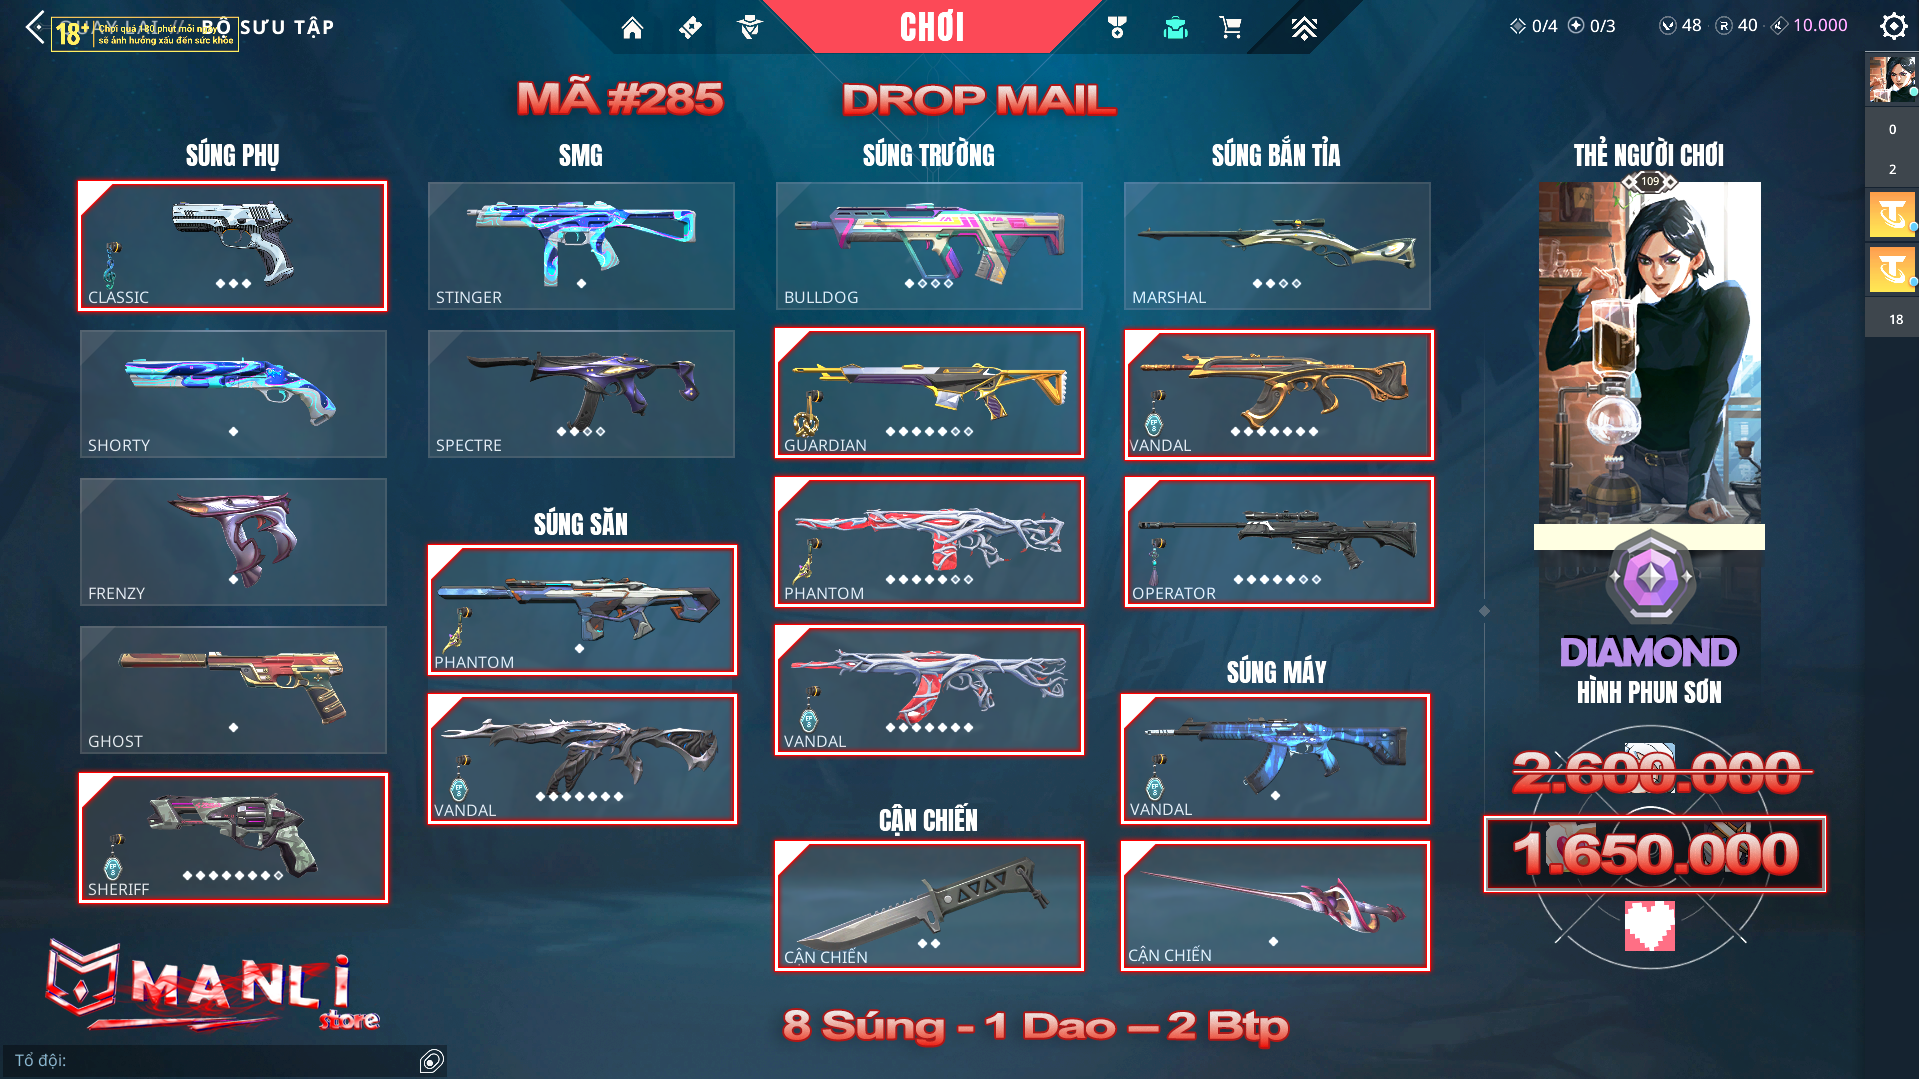 QUAY LẠI // BỘ SƯU TẬP
18+ Chơi quá 180 phút mỗi ngày
sẽ ảnh hưởng xấu đến sức khỏe
CHƠI
0/4 0/3 48 40 10.000
MÃ #285 DROP MAIL
SÚNG PHỤ
CLASSIC
SHORTY
FRENZY
GHOST
SHERIFF
SMG
STINGER
SPECTRE
SÚNG SĂN
PHANTOM
VANDAL
SÚNG TRƯỜNG
BULLDOG
GUARDIAN
PHANTOM
VANDAL
CẬN CHIẾN
CẬN CHIẾN
SÚNG BẮN TỈA
MARSHAL
VANDAL
OPERATOR
SÚNG MÁY
VANDAL
CẬN CHIẾN
THẺ NGƯỜI CHƠI
109
DIAMOND
HÌNH PHUN SƠN
2.600.000
1.650.000
0
2
18
MANLI
store
8 Súng - 1 Dao – 2 Btp
Tổ đội: